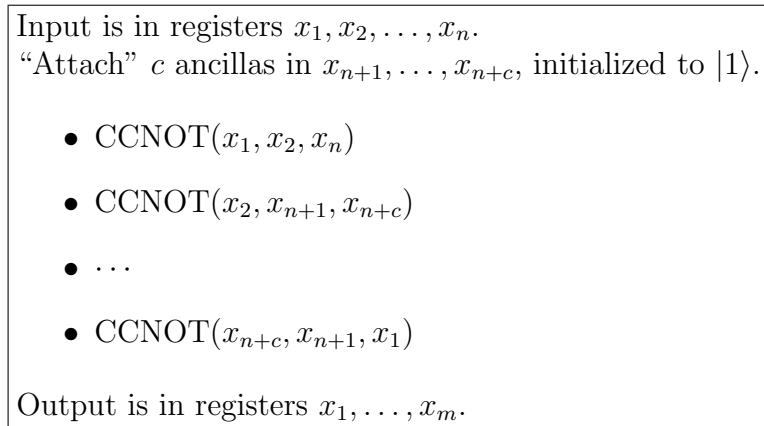 Input is in registers x₁, x₂, . . . , xₙ.
“Attach” c ancillas in xₙ₊₁, . . . , xₙ₊c, initialized to |1⟩.
• CCNOT(x₁, x₂, xₙ)
• CCNOT(x₂, xₙ₊₁, xₙ₊c)
• · · ·
• CCNOT(xₙ₊c, xₙ₊₁, x₁)
Output is in registers x₁, . . . , xₘ.